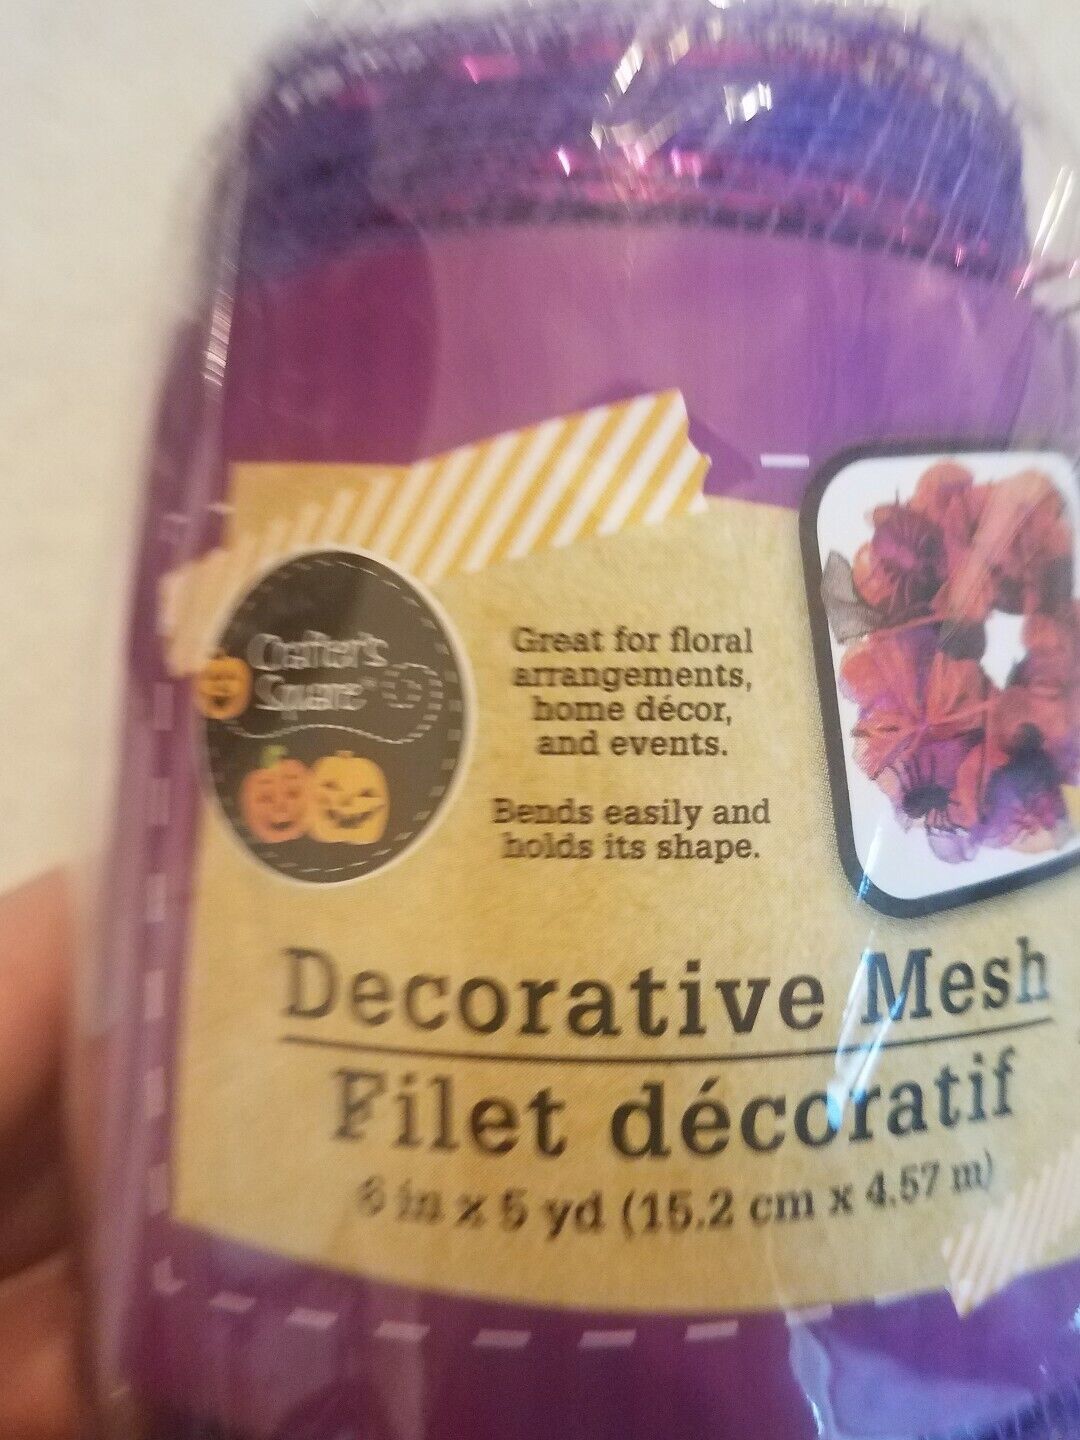 Crafter's
Square™
Great for floral
arrangements,
home décor,
and events.
Bends easily and
holds its shape.
Decorative Mesh
Filet décoratif
6 in x 5 yd (15.2 cm x 4.57 m)